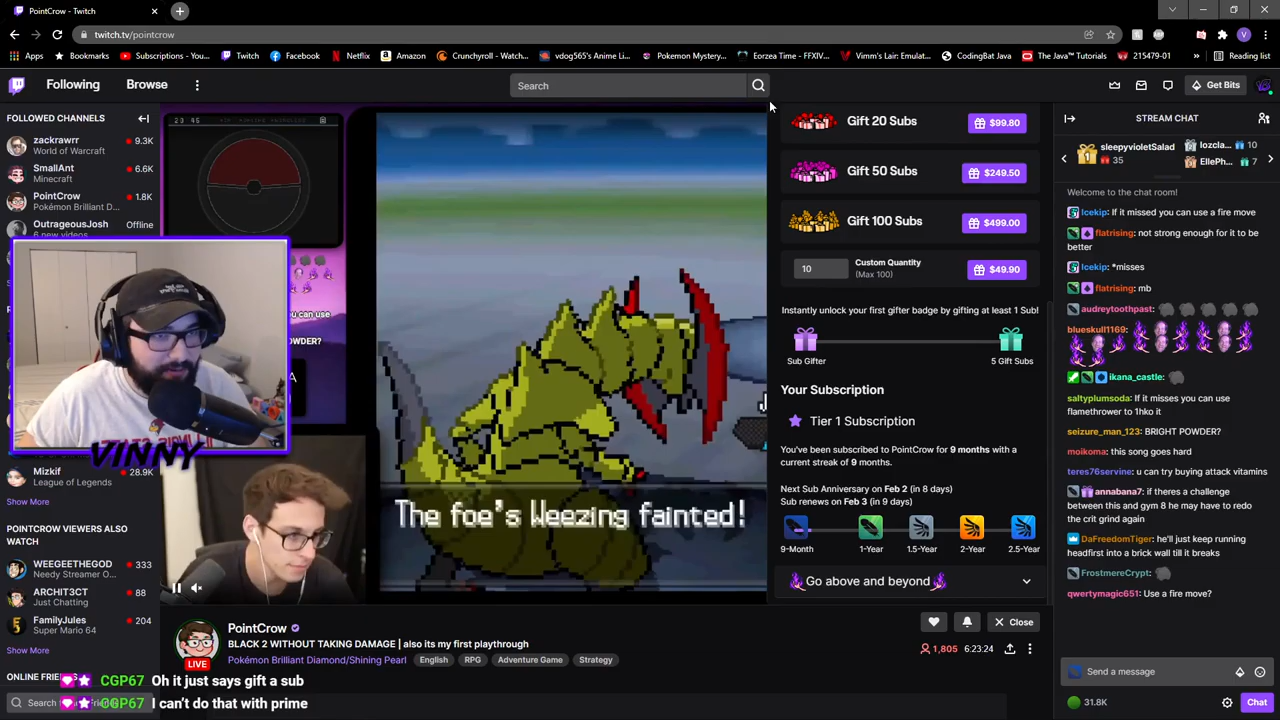 PointCrow - Twitch
twitch.tv/pointcrow
Apps
Bookmarks
Subscriptions - You...
Twitch
Facebook
Netflix
Amazon
Crunchyroll - Watch...
vdog565's Anime Li...
Pokemon Mystery...
Eorzea Time - FFXIV...
Vimm's Lair: Emulat...
CodingBat Java
The Java™ Tutorials
215479-01
Reading list
Following
Browse
Search
Get Bits
FOLLOWED CHANNELS
zackrawrr
9.3K
World of Warcraft
SmallAnt
6.6K
Minecraft
PointCrow
1.8K
Pokémon Brilliant D...
OutrageousJosh
Offline
6 new videos
VINNY
Mizkif
28.9K
League of Legends
Show More
POINTCROW VIEWERS ALSO
WATCH
WEEGEETHEGOD
333
Needy Streamer O...
ARCHIT3CT
88
Just Chatting
FamilyJules
204
Super Mario 64
Show More
ONLINE FRIE
Search
23 45
ou can use
OWDER?
The foe's Weezing fainted!
Gift 20 Subs
$99.80
Gift 50 Subs
$249.50
Gift 100 Subs
$499.00
10
Custom Quantity
(Max 100)
$49.90
Instantly unlock your first gifter badge by gifting at least 1 Sub!
Sub Gifter
5 Gift Subs
Your Subscription
Tier 1 Subscription
You've been subscribed to PointCrow for 9 months with a
current streak of 9 months.
Next Sub Anniversary on Feb 2 (in 8 days)
Sub renews on Feb 3 (in 9 days)
9-Month
1-Year
1.5-Year
2-Year
2.5-Year
Go above and beyond
LIVE
PointCrow
BLACK 2 WITHOUT TAKING DAMAGE | also its my first playthrough
Pokémon Brilliant Diamond/Shining Pearl
English
RPG
Adventure Game
Strategy
Close
1,805
6:23:24
CGP67 Oh it just says gift a sub
CGP67 I can't do that with prime
STREAM CHAT
1
sleepyvioletSalad
35
lozcla...
10
EllePh...
7
Welcome to the chat room!
Icekip: If it missed you can use a fire move
flatrising: not strong enough for it to be
better
Icekip: *misses
flatrising: mb
audreytoothpast:
blueskull1169:
ikana_castle:
saltyplumsoda: If it misses you can use
flamethrower to 1hko it
seizure_man_123: BRIGHT POWDER?
moikoma: this song goes hard
teres76servine: u can try buying attack vitamins
annabana7: if theres a challenge
between this and gym 8 he may have to redo
the crit grind again
DaFreedomTiger: he'll just keep running
headfirst into a brick wall till it breaks
FrostmereCrypt:
qwertymagic651: Use a fire move?
Send a message
31.8K
Chat